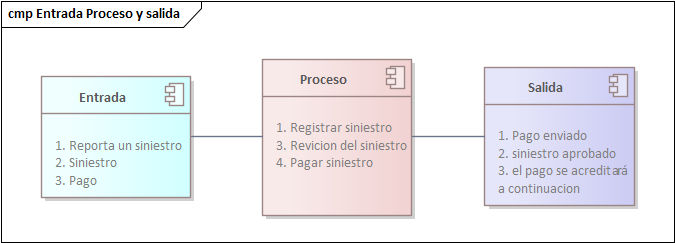 cmp Entrada Proceso y salida
Entrada
1. Reporta un siniestro
2. Siniestro
3. Pago
Proceso
1. Registrar siniestro
3. Revicion del siniestro
4. Pagar siniestro
Salida
1. Pago enviado
2. siniestro aprobado
3. el pago se acreditará
a continuacion